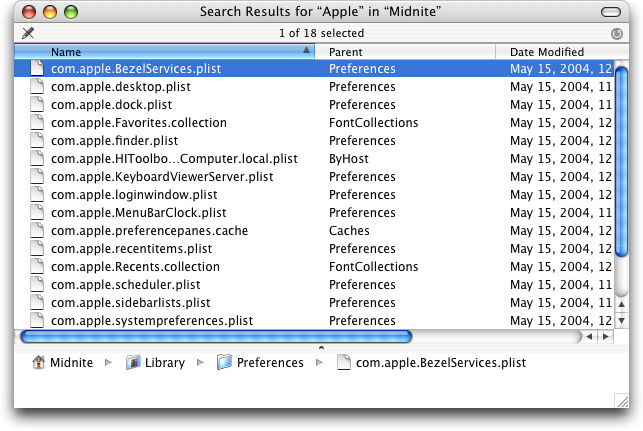 Search Results for “Apple” in “Midnite”
1 of 18 selected
Name Parent Date Modified
com.apple.BezelServices.plist Preferences May 15, 2004, 12
com.apple.desktop.plist Preferences May 15, 2004, 11
com.apple.dock.plist Preferences May 15, 2004, 11
com.apple.Favorites.collection FontCollections May 15, 2004, 12
com.apple.finder.plist Preferences May 15, 2004, 11
com.apple.HIToolbo…Computer.local.plist ByHost May 15, 2004, 12
com.apple.KeyboardViewerServer.plist Preferences May 15, 2004, 12
com.apple.loginwindow.plist Preferences May 15, 2004, 12
com.apple.MenuBarClock.plist Preferences May 15, 2004, 11
com.apple.preferencepanes.cache Caches May 15, 2004, 12
com.apple.recentitems.plist Preferences May 15, 2004, 12
com.apple.Recents.collection FontCollections May 15, 2004, 12
com.apple.scheduler.plist Preferences May 15, 2004, 11
com.apple.sidebarlists.plist Preferences May 15, 2004, 11
com.apple.systempreferences.plist Preferences May 15, 2004, 12
Midnite Library Preferences com.apple.BezelServices.plist